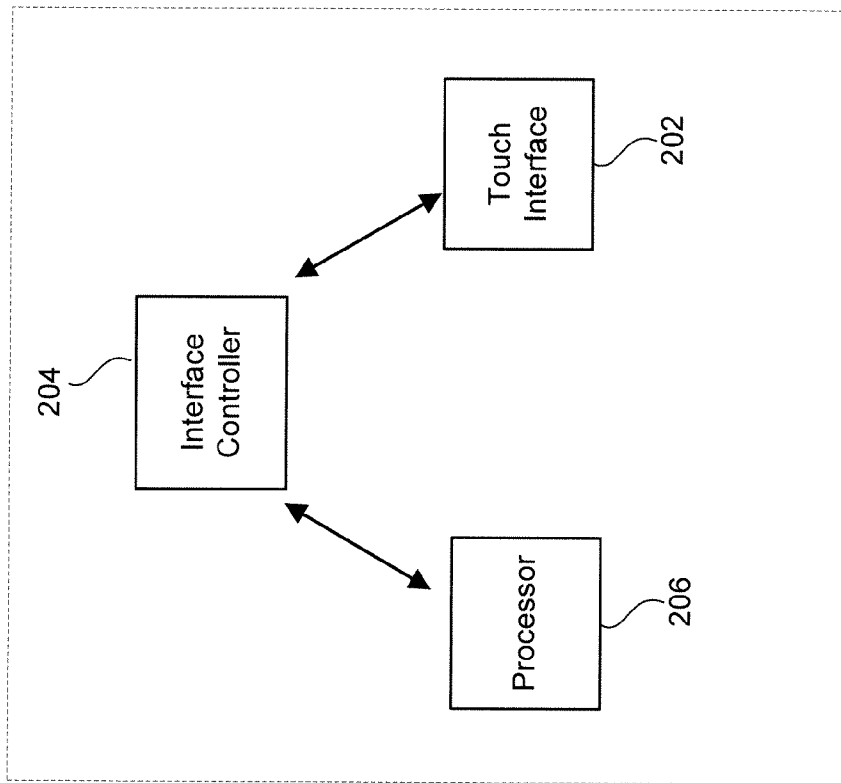 204
Interface
Controller
Touch
Interface
202
Processor
206